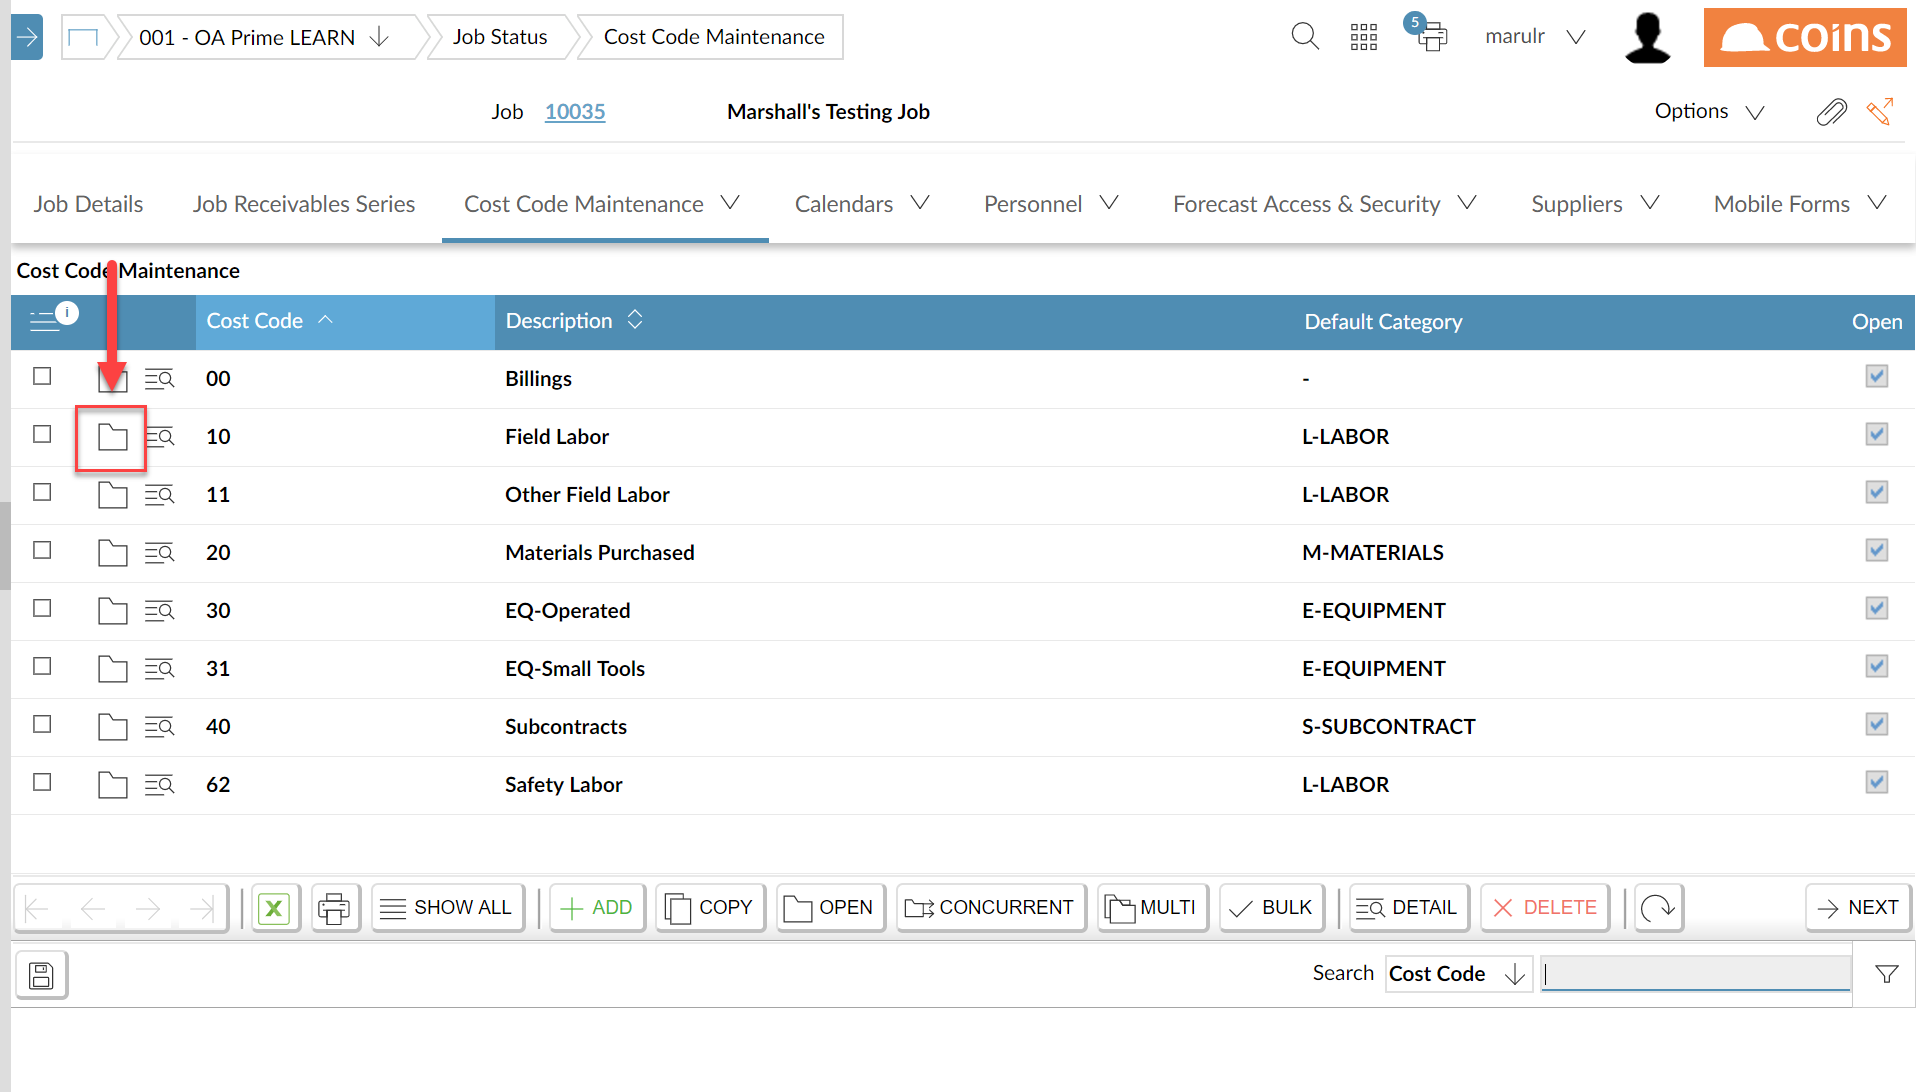 001 - OA Prime LEARN Job Status Cost Code Maintenance 5 marulr coins
Job 10035 Marshall's Testing Job Options
Job Details Job Receivables Series Cost Code Maintenance Calendars Personnel Forecast Access & Security Suppliers Mobile Forms
Cost Code Maintenance
i Cost Code Description Default Category Open
00 Billings -
10 Field Labor L-LABOR
11 Other Field Labor L-LABOR
20 Materials Purchased M-MATERIALS
30 EQ-Operated E-EQUIPMENT
31 EQ-Small Tools E-EQUIPMENT
40 Subcontracts S-SUBCONTRACT
62 Safety Labor L-LABOR
X SHOW ALL ADD COPY OPEN CONCURRENT MULTI BULK DETAIL DELETE NEXT
Search Cost Code